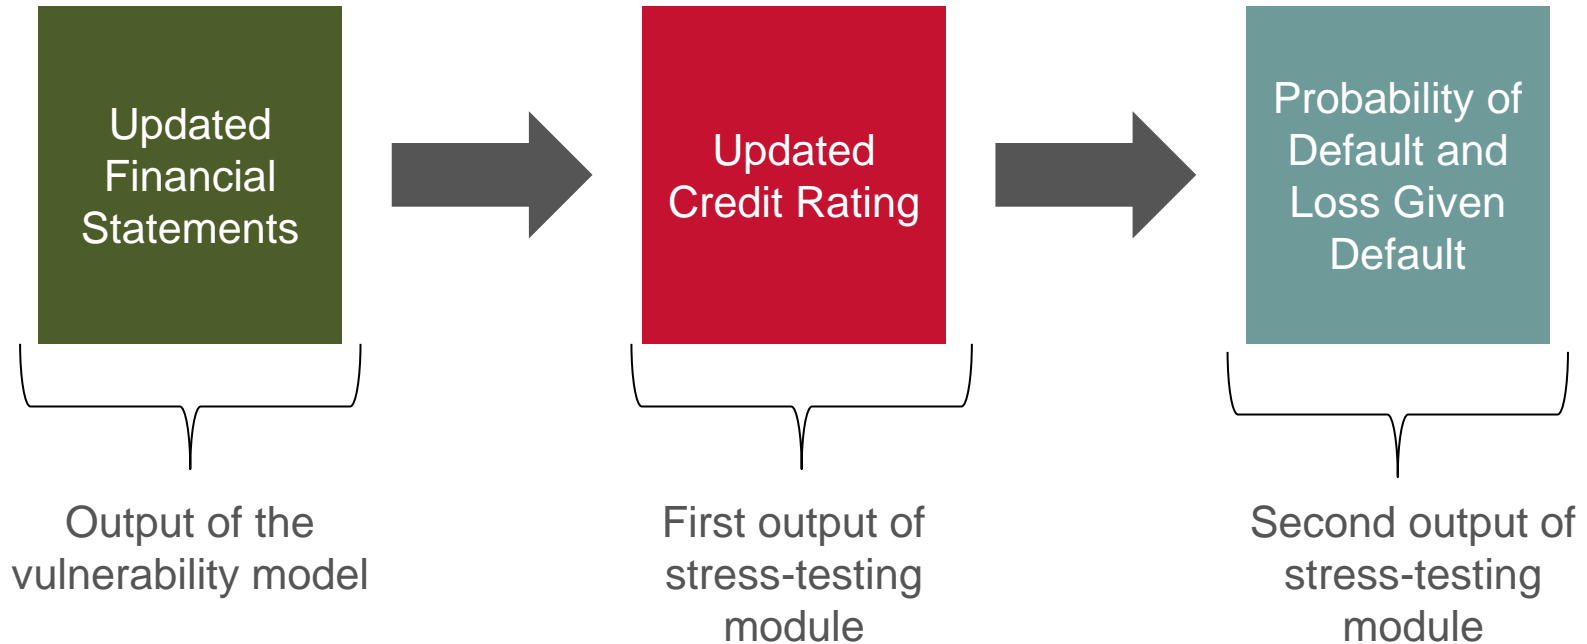 Updated
Financial
Statements
Updated
Credit Rating
Probability of
Default and
Loss Given
Default
Output of the
vulnerability model
First output of
stress-testing
module
Second output of
stress-testing
module